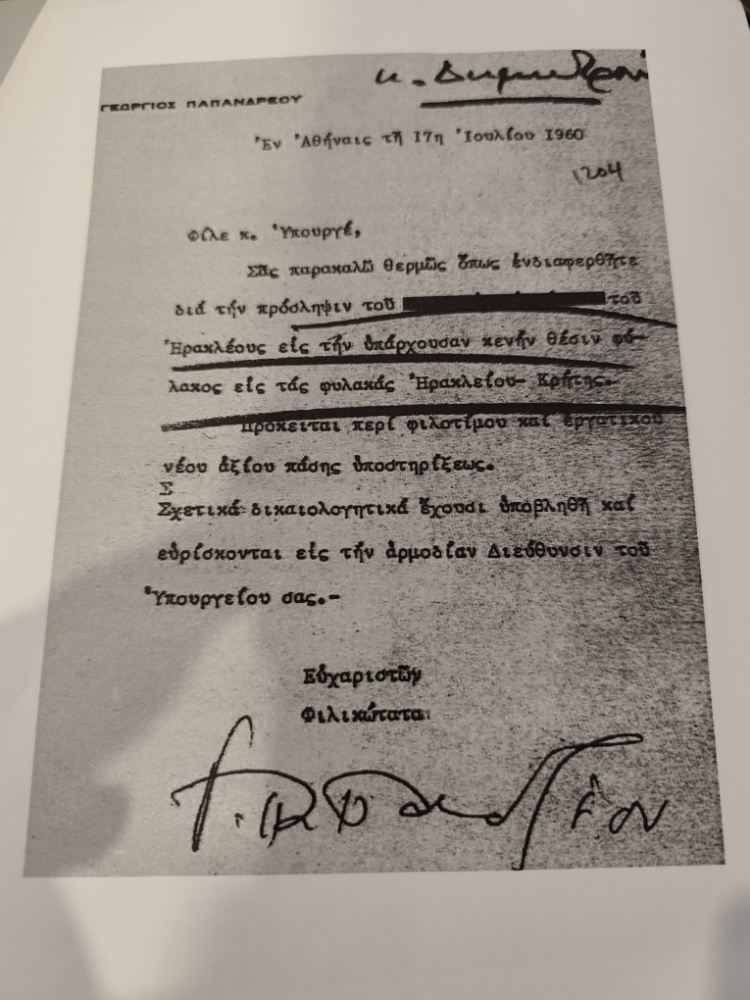 ΓΕΩΡΓΙΟΣ ΠΑΠΑΝΔΡΕΟΥ
κ.
Ἐν Ἀθήναις τῇ 17η Ἰουλίου 1960
1204
Φίλε κ. Ὑπουργέ,
Σᾶς παρακαλῶ θερμῶς ὅπως ἐνδιαφερθῆτε
διά τήν πρόσληψιν τοῦ τοῦ
Ἡρακλέους εἰς τήν ὑπάρχουσαν κενήν θέσιν φύ-
λακος εἰς τάς φυλακάς Ἡρακλείου- Κρήτης.-
Πρόκειται περί φιλοτίμου καί ἐργατικοῦ
νέου ἀξίου πάσης ὑποστηρίξεως.
Σ
Σχετικά δικαιολογητικά ἔχουσι ὑποβληθῆ καί
εὑρίσκονται εἰς τήν ἁρμοδίαν Διεύθυνσιν τοῦ
Ὑπουργείου σας.-
Εὐχαριστῶν
Φιλικώτατα